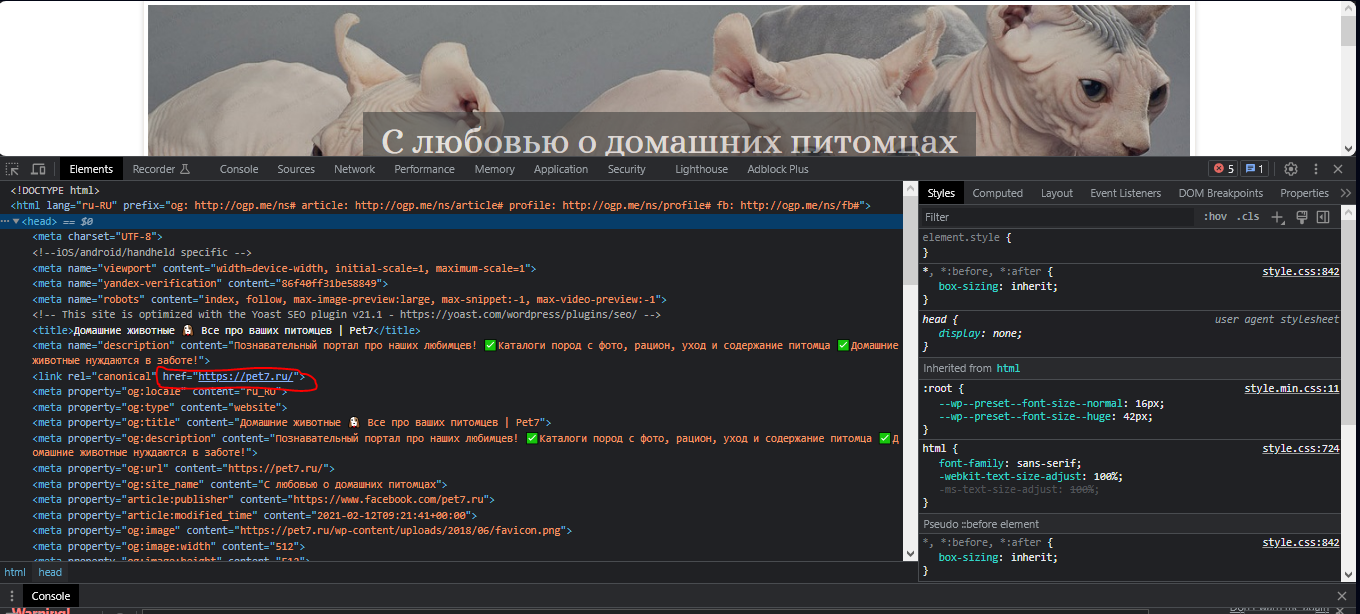 С любовью о домашних питомцах
Elements
Recorder
Console
Sources
Network
Performance
Memory
Application
Security
Lighthouse
Adblock Plus
5
1
<!DOCTYPE html>
<html lang="ru-RU" prefix="og: http://ogp.me/ns# article: http://ogp.me/ns/article# profile: http://ogp.me/ns/profile# fb: http://ogp.me/ns/fb#">
<head> == $0
<meta charset="UTF-8">
<!--iOS/android/handheld specific -->
<meta name="viewport" content="width=device-width, initial-scale=1, maximum-scale=1">
<meta name="yandex-verification" content="86f40ff31be58849">
<meta name="robots" content="index, follow, max-image-preview:large, max-snippet:-1, max-video-preview:-1">
<!-- This site is optimized with the Yoast SEO plugin v21.1 - https://yoast.com/wordpress/plugins/seo/ -->
<title>Домашние животные 🐶 Все про ваших питомцев | Pet7</title>
<meta name="description" content="Познавательный портал про наших любимцев! ✅Каталоги пород с фото, рацион, уход и содержание питомца ✅Домашние
животные нуждаются в заботе!">
<link rel="canonical" href="https://pet7.ru/">
<meta property="og:locale" content="ru_RU">
<meta property="og:type" content="website">
<meta property="og:title" content="Домашние животные 🐶 Все про ваших питомцев | Pet7">
<meta property="og:description" content="Познавательный портал про наших любимцев! ✅Каталоги пород с фото, рацион, уход и содержание питомца ✅Д
омашние животные нуждаются в заботе!">
<meta property="og:url" content="https://pet7.ru/">
<meta property="og:site_name" content="С любовью о домашних питомцах">
<meta property="article:publisher" content="https://www.facebook.com/pet7.ru">
<meta property="article:modified_time" content="2021-02-12T09:21:41+00:00">
<meta property="og:image" content="https://pet7.ru/wp-content/uploads/2018/06/favicon.png">
<meta property="og:image:width" content="512">
<meta property="og:image:height" content="512">
html head
Styles
Computed
Layout
Event Listeners
DOM Breakpoints
Properties
Filter
:hov .cls
element.style {
}
*, *:before, *:after { style.css:842
box-sizing: inherit;
}
head { user agent stylesheet
display: none;
}
Inherited from html
:root { style.min.css:11
--wp--preset--font-size--normal: 16px;
--wp--preset--font-size--huge: 42px;
}
html { style.css:724
font-family: sans-serif;
-webkit-text-size-adjust: 100%;
-ms-text-size-adjust: 100%;
}
Pseudo ::before element
*, *:before, *:after { style.css:842
box-sizing: inherit;
}
Console
Warning!